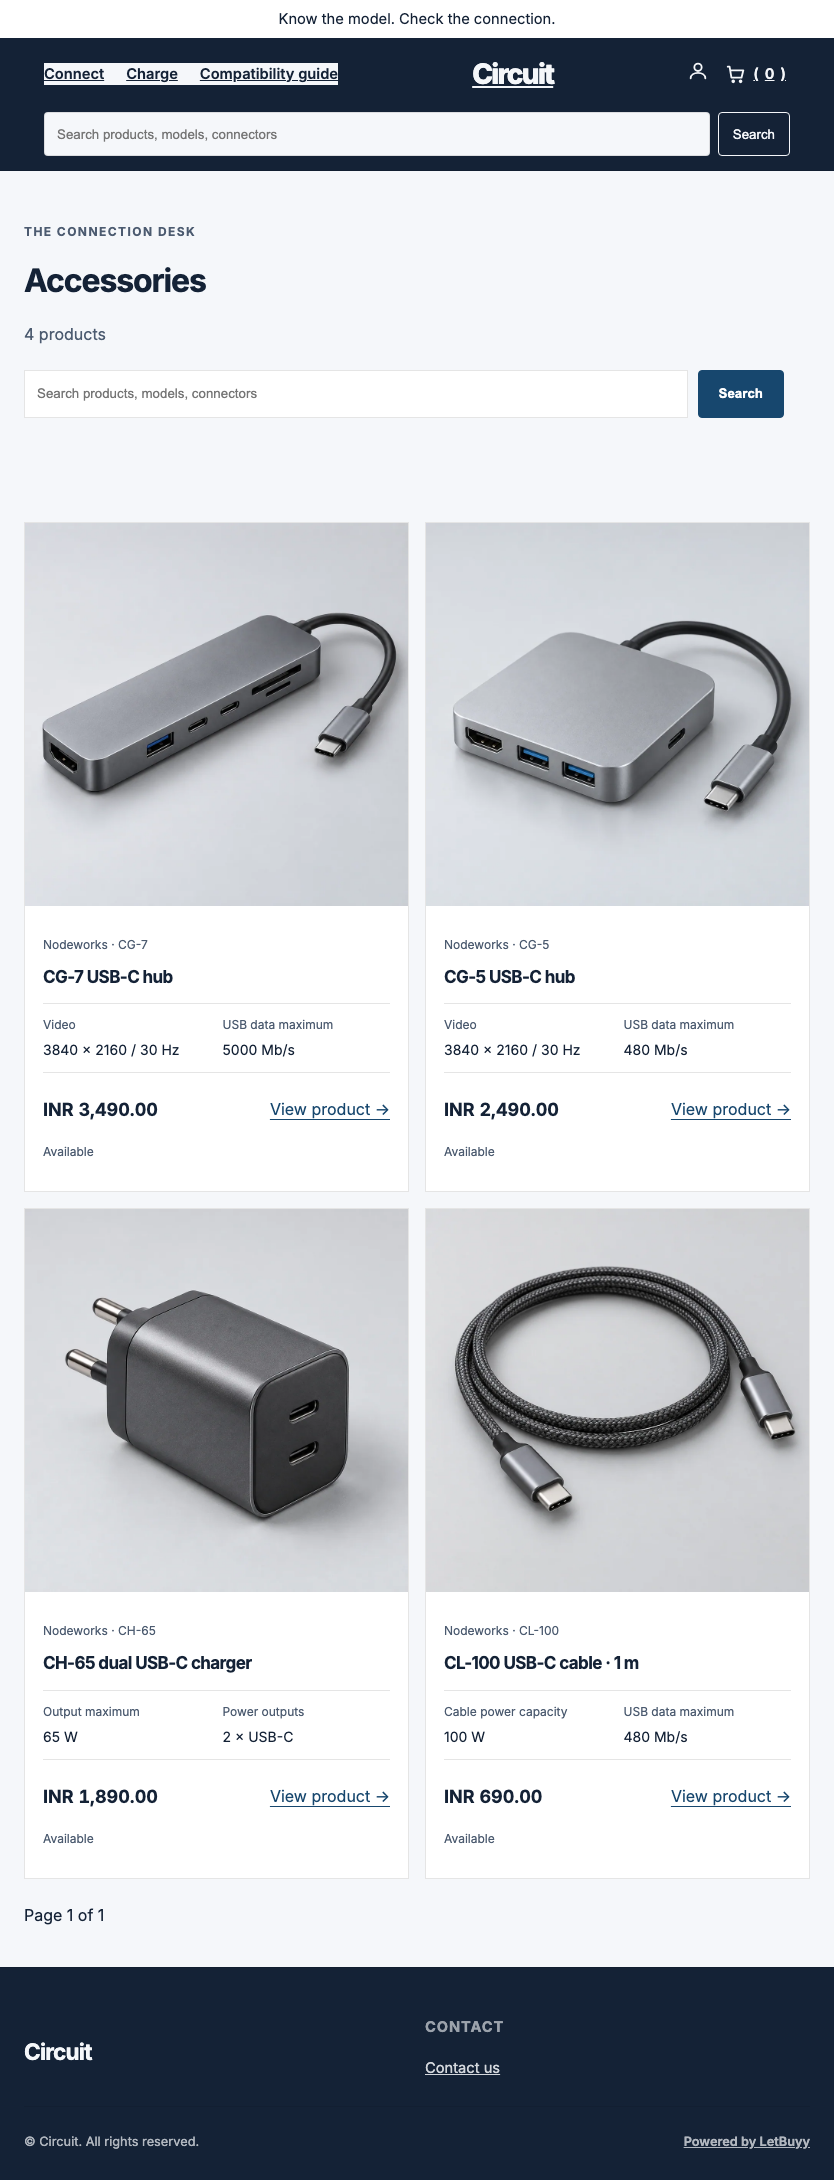 Know the model. Check the connection.
Connect Charge Compatibility guide Circuit ( 0 )
Search products, models, connectors Search
THE CONNECTION DESK
Accessories
4 products
Search products, models, connectors Search
Nodeworks · CG-7
CG-7 USB-C hub
Video USB data maximum
3840 × 2160 / 30 Hz 5000 Mb/s
INR 3,490.00 View product →
Available
Nodeworks · CG-5
CG-5 USB-C hub
Video USB data maximum
3840 × 2160 / 30 Hz 480 Mb/s
INR 2,490.00 View product →
Available
Nodeworks · CH-65
CH-65 dual USB-C charger
Output maximum Power outputs
65 W 2 × USB-C
INR 1,890.00 View product →
Available
Nodeworks · CL-100
CL-100 USB-C cable · 1 m
Cable power capacity USB data maximum
100 W 480 Mb/s
INR 690.00 View product →
Available
Page 1 of 1
Circuit
CONTACT
Contact us
© Circuit. All rights reserved. Powered by LetBuyy